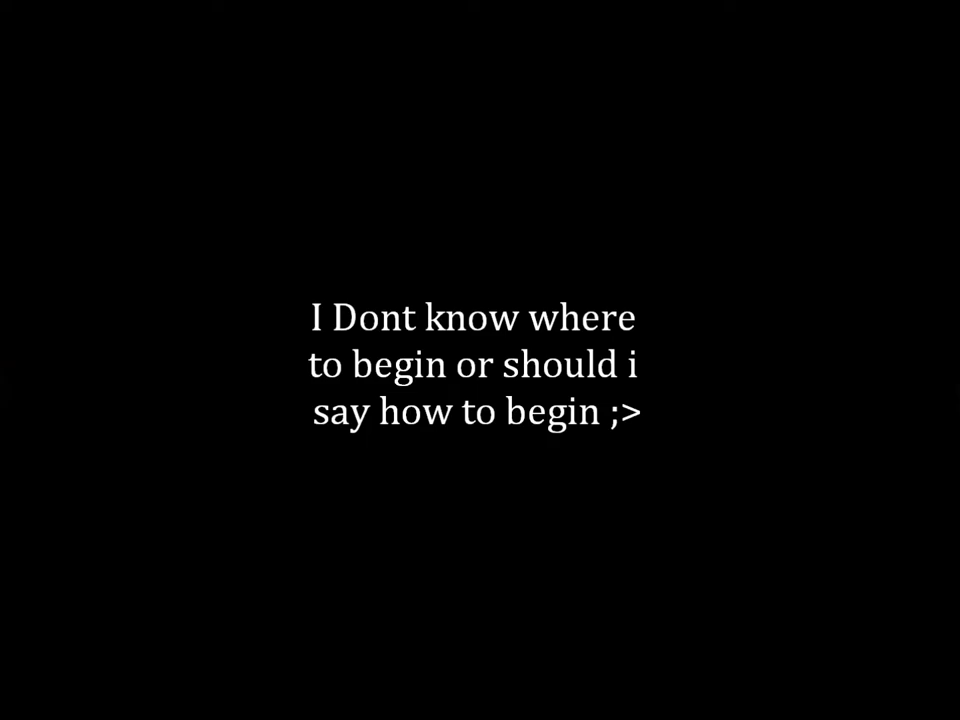 I Dont know where
to begin or should i
say how to begin ;>